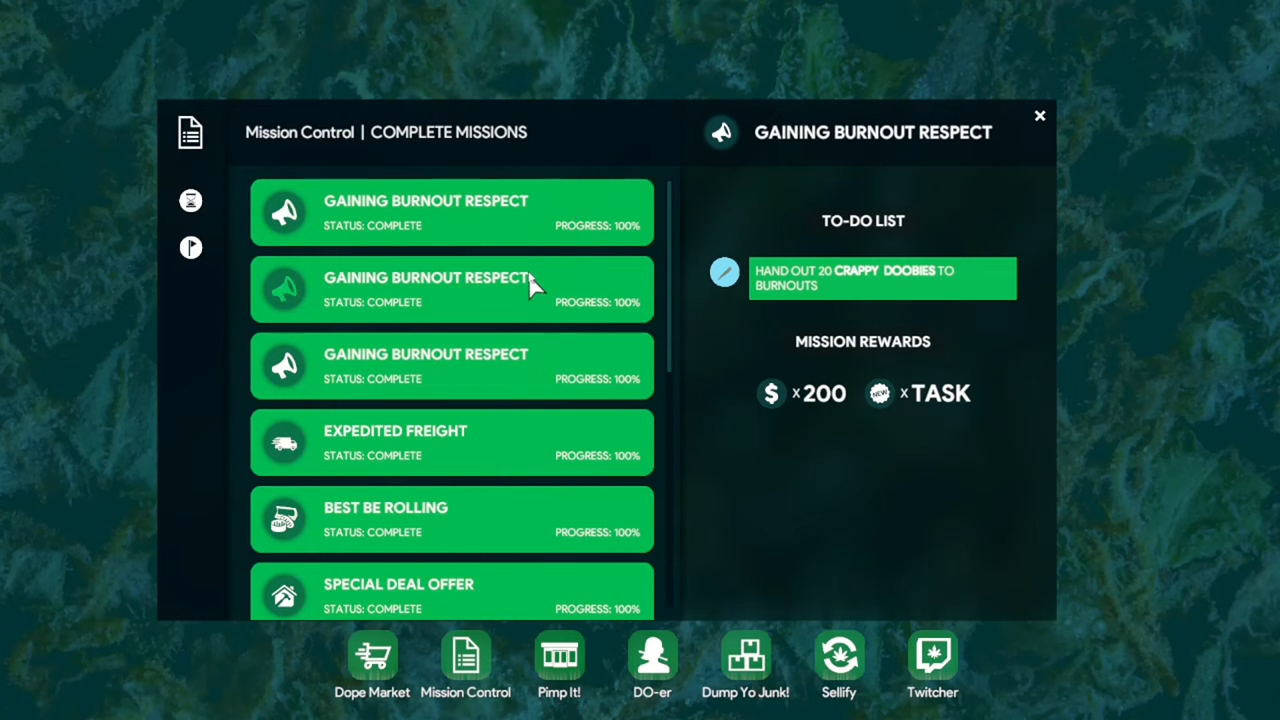 Mission Control | COMPLETE MISSIONS
GAINING BURNOUT RESPECT
STATUS: COMPLETE PROGRESS: 100%
GAINING BURNOUT RESPECT
STATUS: COMPLETE PROGRESS: 100%
GAINING BURNOUT RESPECT
STATUS: COMPLETE PROGRESS: 100%
EXPEDITED FREIGHT
STATUS: COMPLETE PROGRESS: 100%
BEST BE ROLLING
STATUS: COMPLETE PROGRESS: 100%
SPECIAL DEAL OFFER
STATUS: COMPLETE PROGRESS: 100%
GAINING BURNOUT RESPECT
TO-DO LIST
HAND OUT 20 CRAPPY DOOBIES TO
BURNOUTS
MISSION REWARDS
$ x 200 NEW x TASK
Dope Market Mission Control Pimp It! DO-er Dump Yo Junk! Sellify Twitcher